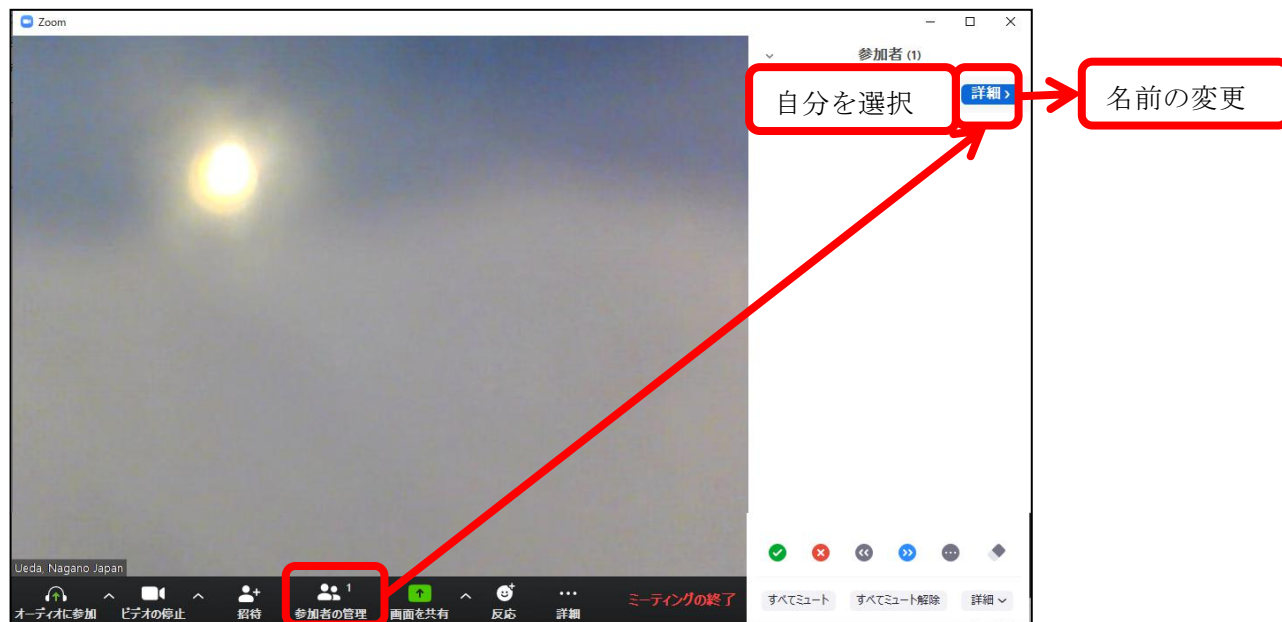 Zoom
参加者 (1)
自分を選択
詳細 >
名前の変更
Ueda, Nagano Japan
1
オーディオに参加
ビデオの停止
招待
参加者の管理
画面を共有
反応
詳細
ミーティングの終了
すべてミュート
すべてミュート解除
詳細